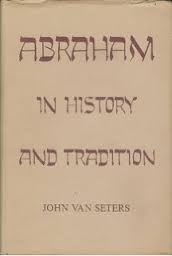 ABRAHAM
IN HISTORY
AND TRADITION
JOHN VAN SETERS